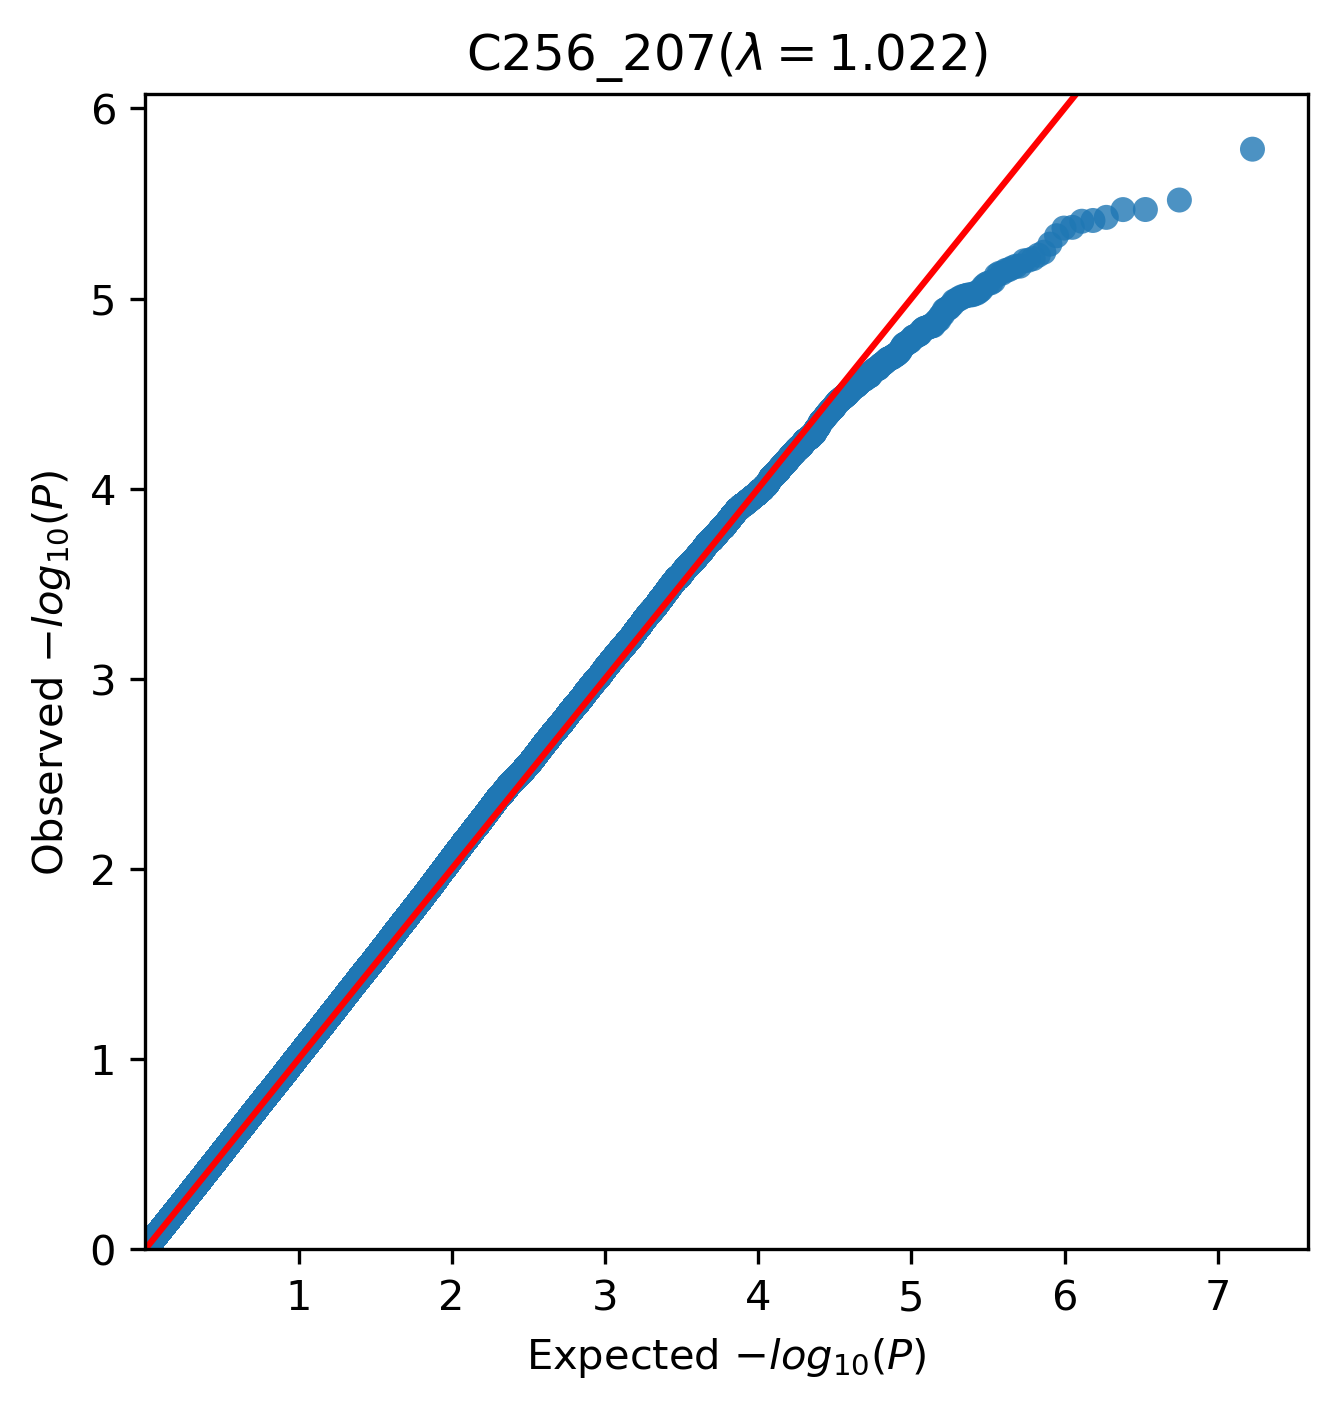 C256_207(λ = 1.022)
6
5
4
3
2
1
0
Observed −log₁₀(P)
1 2 3 4 5 6 7
Expected −log₁₀(P)